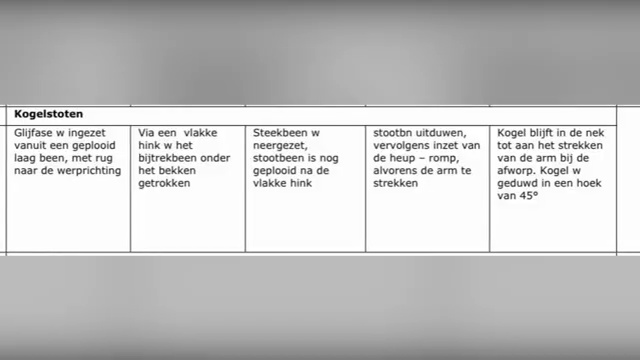 Kogelstoten
Glijfase w ingezet
vanuit een geplooid
laag been, met rug
naar de werprichting
Via een vlakke
hink w het
bijtrekbeen onder
het bekken
getrokken
Steekbeen w
neergezet,
stootbeen is nog
geplooid na de
vlakke hink
stootbn uitduwen,
vervolgens inzet van
de heup – romp,
alvorens de arm te
strekken
Kogel blijft in de nek
tot aan het strekken
van de arm bij de
afworp. Kogel w
geduwd in een hoek
van 45°